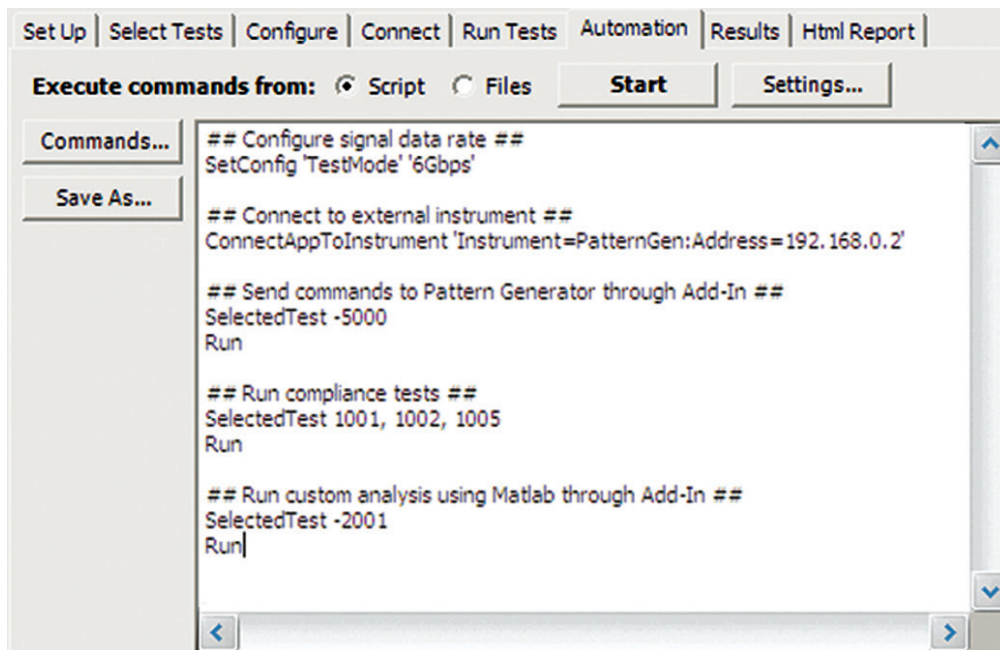 Set Up Select Tests Configure Connect Run Tests Automation Results Html Report
Execute commands from: Script Files Start Settings...
Commands...
Save As...
## Configure signal data rate ##
SetConfig 'TestMode' '6Gbps'
## Connect to external instrument ##
ConnectAppToInstrument 'Instrument=PatternGen:Address=192.168.0.2'
## Send commands to Pattern Generator through Add-In ##
SelectedTest -5000
Run
## Run compliance tests ##
SelectedTest 1001, 1002, 1005
Run
## Run custom analysis using Matlab through Add-In ##
SelectedTest -2001
Run